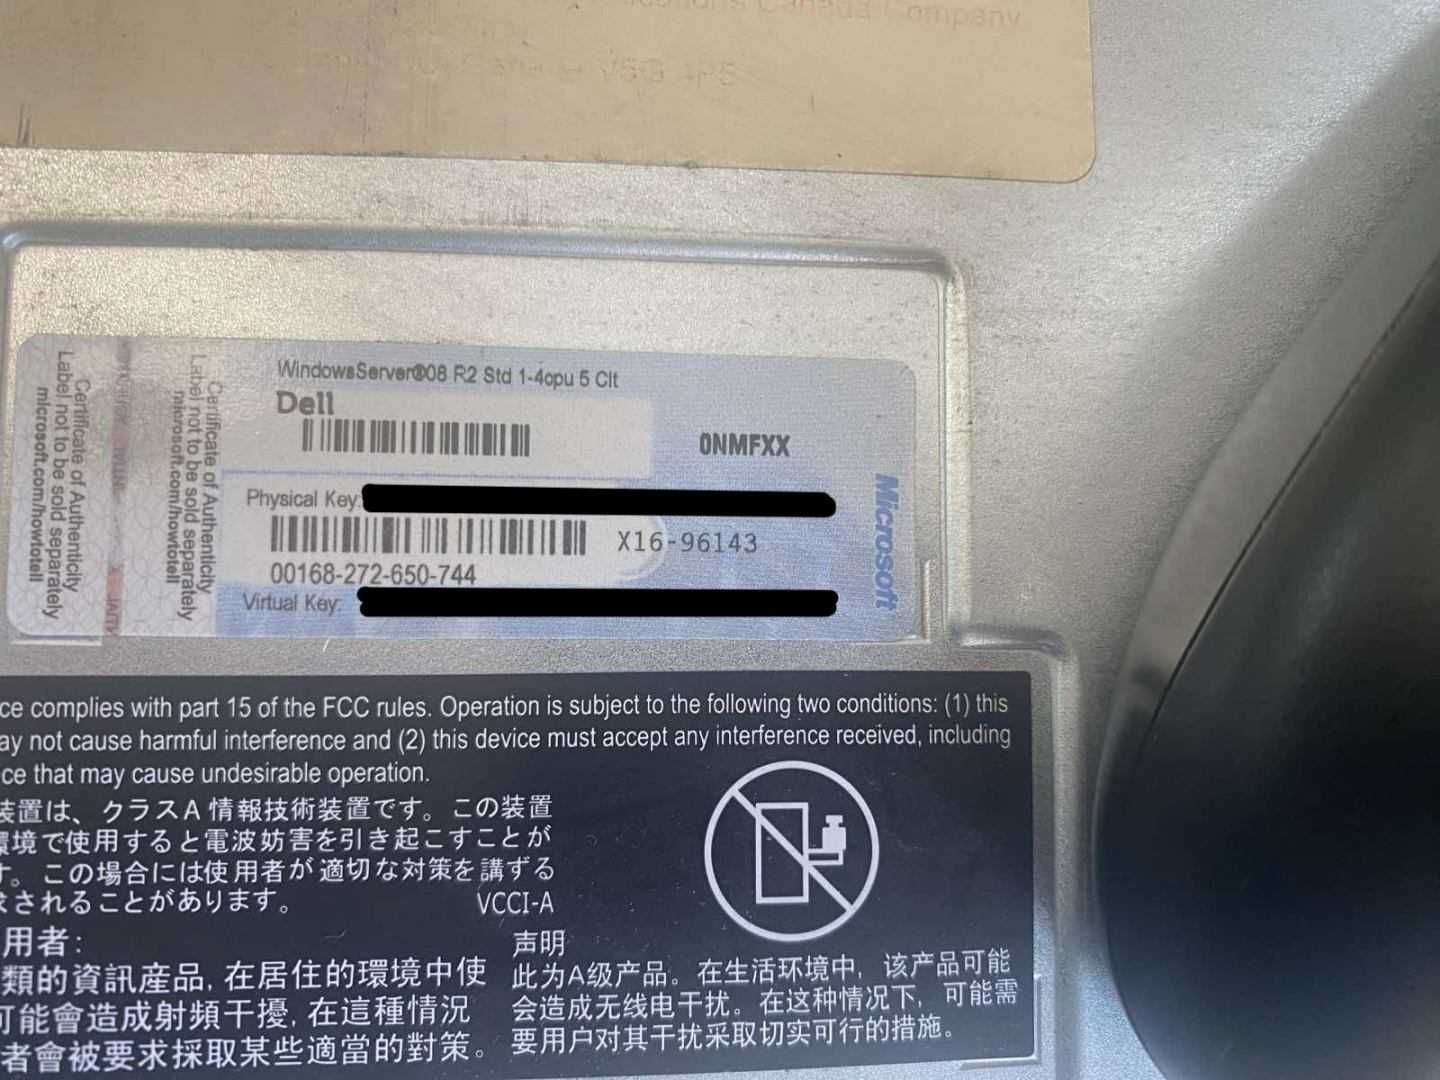 Canada Company
V5G 4P5
WindowsServer®08 R2 Std 1-4cpu 5 Clt
Dell
0NMFXX
Physical Key:
X16-96143
00168-272-650-744
Virtual Key:
Microsoft
Certificate of Authenticity
Label not to be sold separately
microsoft.com/howtotell
Certificate of Authenticity
Label not to be sold separately
microsoft.com/howtotell
ce complies with part 15 of the FCC rules. Operation is subject to the following two conditions: (1) this
ay not cause harmful interference and (2) this device must accept any interference received, including
ce that may cause undesirable operation.
装置は、クラスA 情報技術装置です。この装置
環境で使用すると電波妨害を引き起こすことが
す。この場合には使用者が適切な対策を講ずる
求されることがあります。
VCCI-A
用者:
類的資訊産品, 在居住的環境中使
可能會造成射頻干擾, 在這種情況
者會被要求採取某些適當的對策。
声明
此为A级产品。在生活环境中, 该产品可能
会造成无线电干扰。在这种情况下, 可能需
要用户对其干扰采取切实可行的措施。